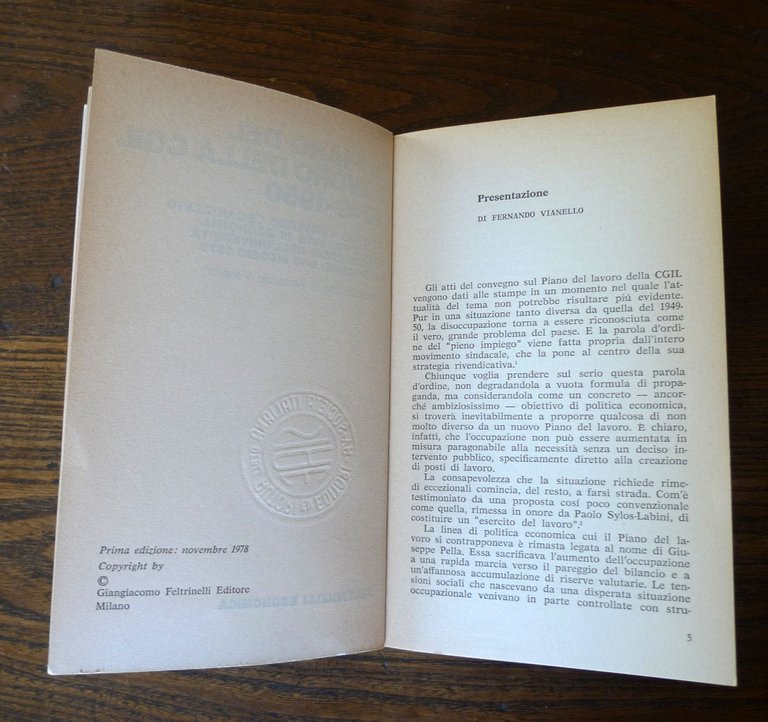 Prima edizione: novembre 1978
Copyright by
©
Giangiacomo Feltrinelli Editore
Milano
Presentazione
DI FERNANDO VIANELLO
Gli atti del convegno sul Piano del lavoro della CGIL
vengono dati alle stampe in un momento nel quale l'at-
tualità del tema non potrebbe risultare piú evidente.
Pur in una situazione tanto diversa da quella del 1949-
50, la disoccupazione torna a essere riconosciuta come
il vero, grande problema del paese. E la parola d'ordi-
ne del "pieno impiego" viene fatta propria dall'intero
movimento sindacale, che la pone al centro della sua
strategia rivendicativa.¹
Chiunque voglia prendere sul serio questa parola
d'ordine, non degradandola a vuota formula di propa-
ganda, ma considerandola come un concreto — ancor-
ché ambiziosissimo — obiettivo di politica economica,
si troverà inevitabilmente a proporre qualcosa di non
molto diverso da un nuovo Piano del lavoro. È chiaro,
infatti, che l'occupazione non può essere aumentata in
misura paragonabile alla necessità senza un deciso in-
tervento pubblico, specificamente diretto alla creazione
di posti di lavoro.
La consapevolezza che la situazione richiede rime-
di eccezionali comincia, del resto, a farsi strada. Com'è
testimoniato da una proposta cosí poco convenzionale
come quella, rimessa in onore da Paolo Sylos-Labini, di
costituire un "esercito del lavoro".²
La linea di politica economica cui il Piano del la-
voro si contrapponeva è rimasta legata al nome di Giu-
seppe Pella. Essa sacrificava l'aumento dell'occupazione
a una rapida marcia verso il pareggio del bilancio e a
un'affannosa accumulazione di riserve valutarie. Le ten-
sioni sociali che nascevano da una disperata situazione
occupazionale venivano in parte controllate con stru-
5